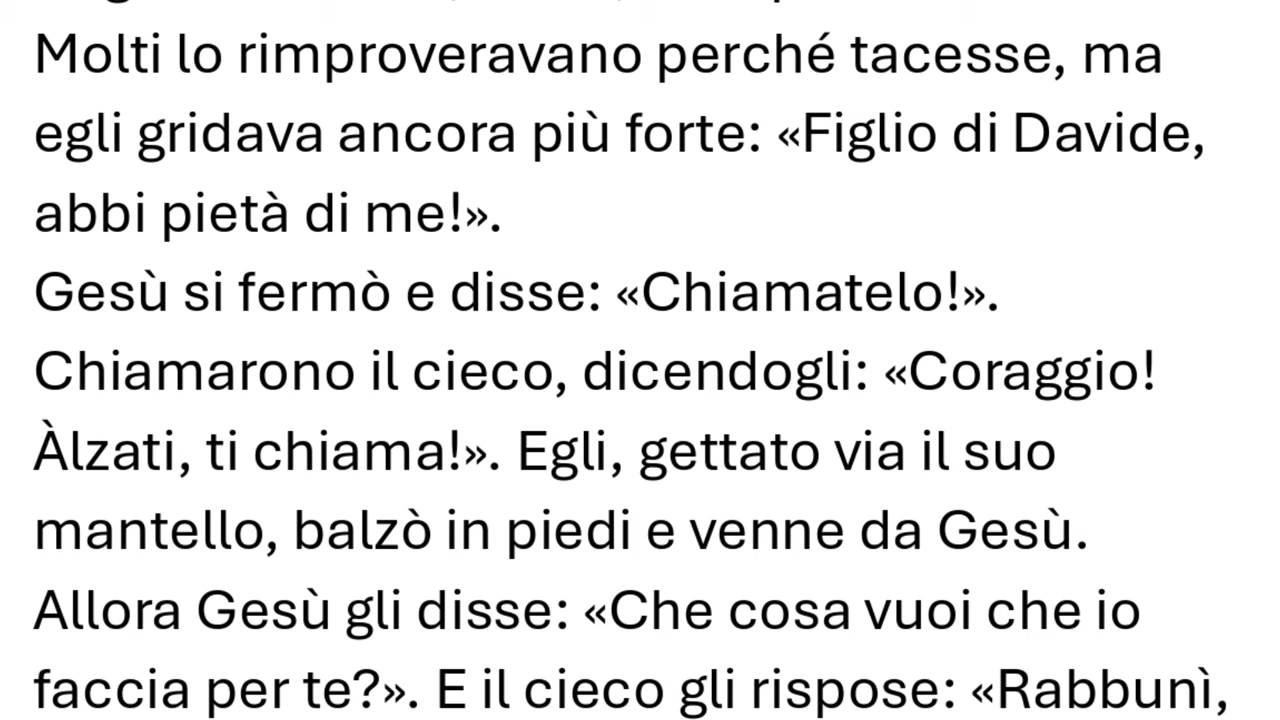 Molti lo rimproveravano perché tacesse, ma
egli gridava ancora più forte: «Figlio di Davide,
abbi pietà di me!».
Gesù si fermò e disse: «Chiamatelo!».
Chiamarono il cieco, dicendogli: «Coraggio!
Àlzati, ti chiama!». Egli, gettato via il suo
mantello, balzò in piedi e venne da Gesù.
Allora Gesù gli disse: «Che cosa vuoi che io
faccia per te?». E il cieco gli rispose: «Rabbunì,